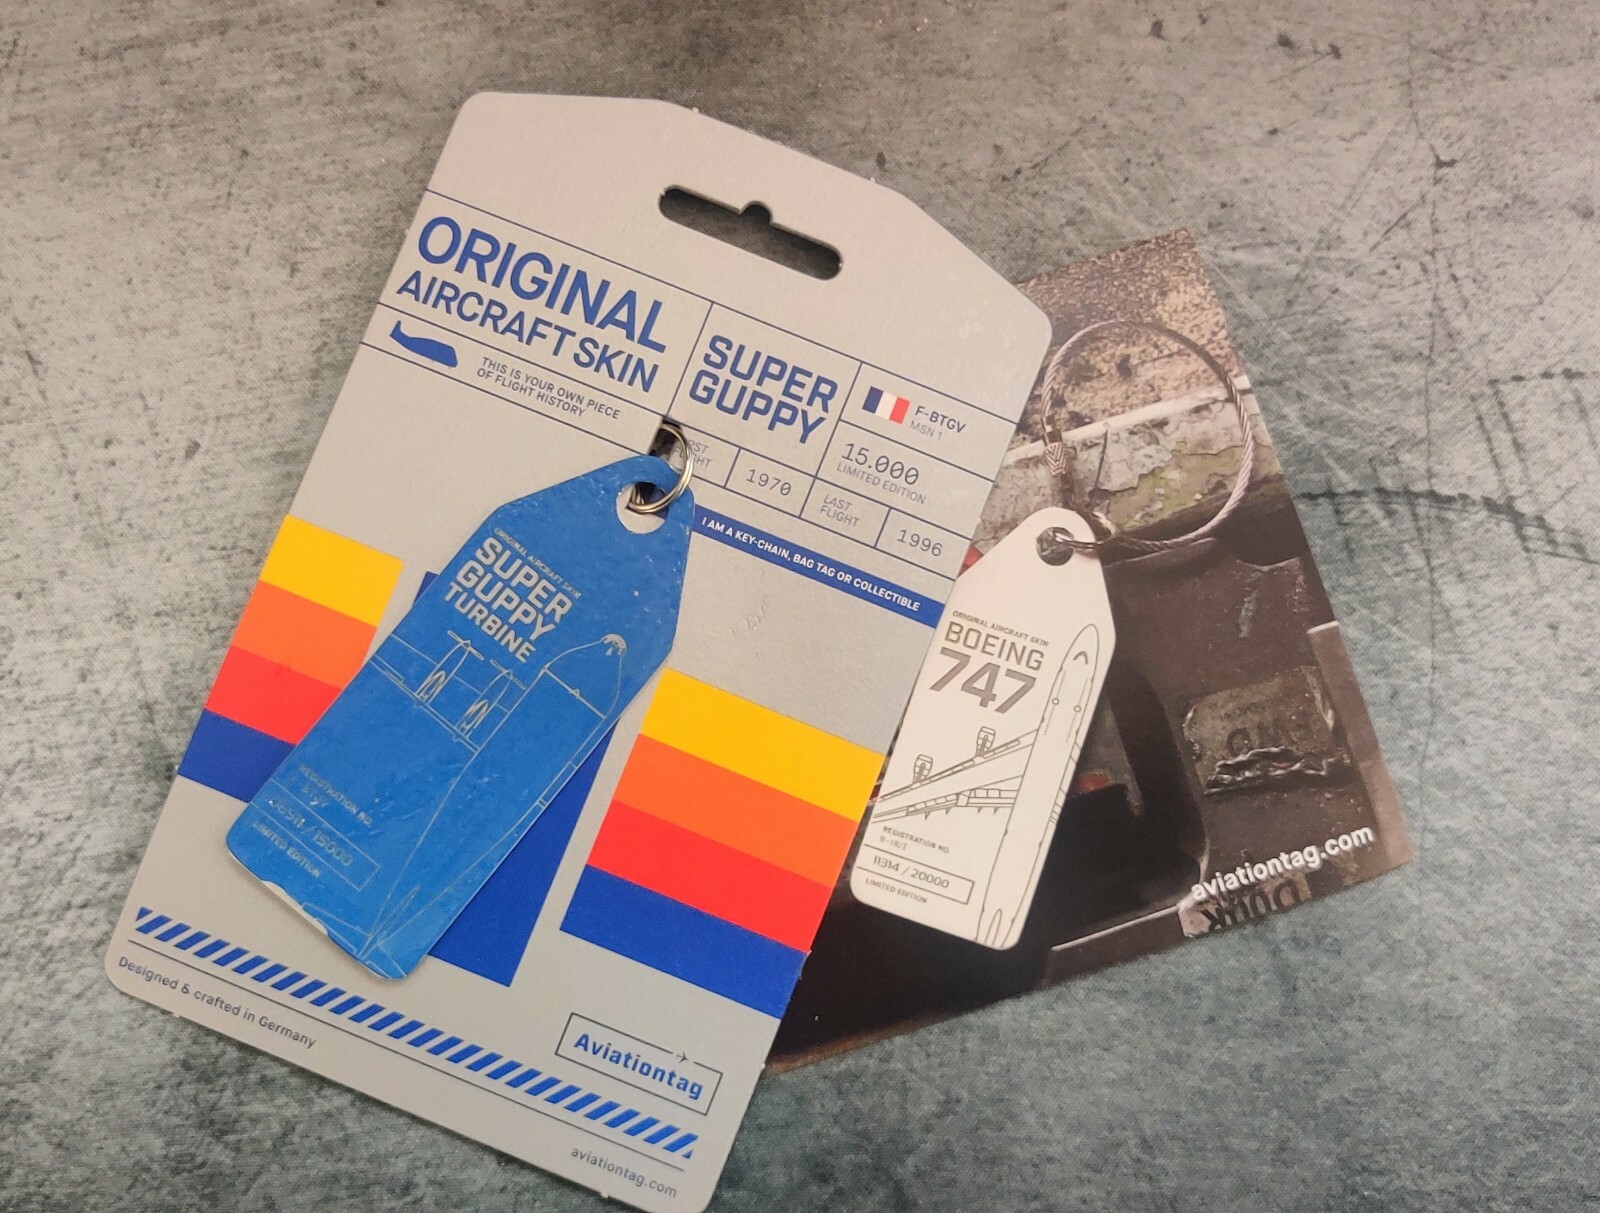 ORIGINAL
AIRCRAFT SKIN
THIS IS YOUR OWN PIECE
OF FLIGHT HISTORY
SUPER
GUPPY
F-BTGV
MSN 1
15.000
LIMITED EDITION
FLIGHT
1970
LAST
FLIGHT
1996
I AM A KEY-CHAIN, BAG TAG OR COLLECTIBLE
ORIGINAL AIRCRAFT SKIN
SUPER
GUPPY
TURBINE
REGISTRATION NO.
/ 15000
LIMITED EDITION
Designed & crafted in Germany
Aviationtag
aviationtag.com
ORIGINAL AIRCRAFT SKIN
BOEING
747
REGISTRATION NO.
B-HUI
11314 / 20000
LIMITED EDITION
aviationtag.com